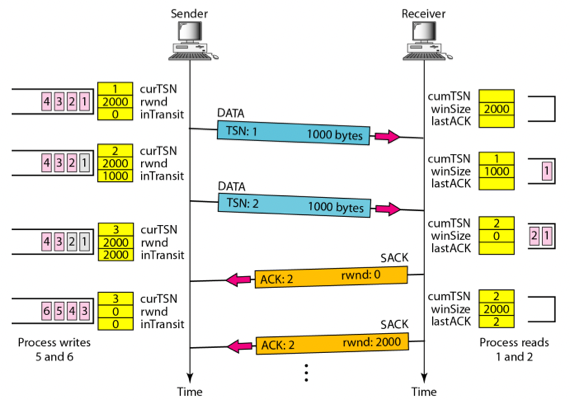 Sender
Receiver
4 3 2 1
1 curTSN
2000 rwnd
0 inTransit
cumTSN
winSize 2000
lastACK
DATA
TSN: 1 1000 bytes
4 3 2 1
2 curTSN
2000 rwnd
1000 inTransit
cumTSN 1
winSize 1000
lastACK
1
DATA
TSN: 2 1000 bytes
4 3 2 1
3 curTSN
2000 rwnd
2000 inTransit
cumTSN 2
winSize 0
lastACK
2 1
SACK
ACK: 2 rwnd: 0
6 5 4 3
3 curTSN
0 rwnd
0 inTransit
cumTSN 2
winSize 2000
lastACK 2
SACK
ACK: 2 rwnd: 2000
Process writes
5 and 6
Process reads
1 and 2
Time
Time